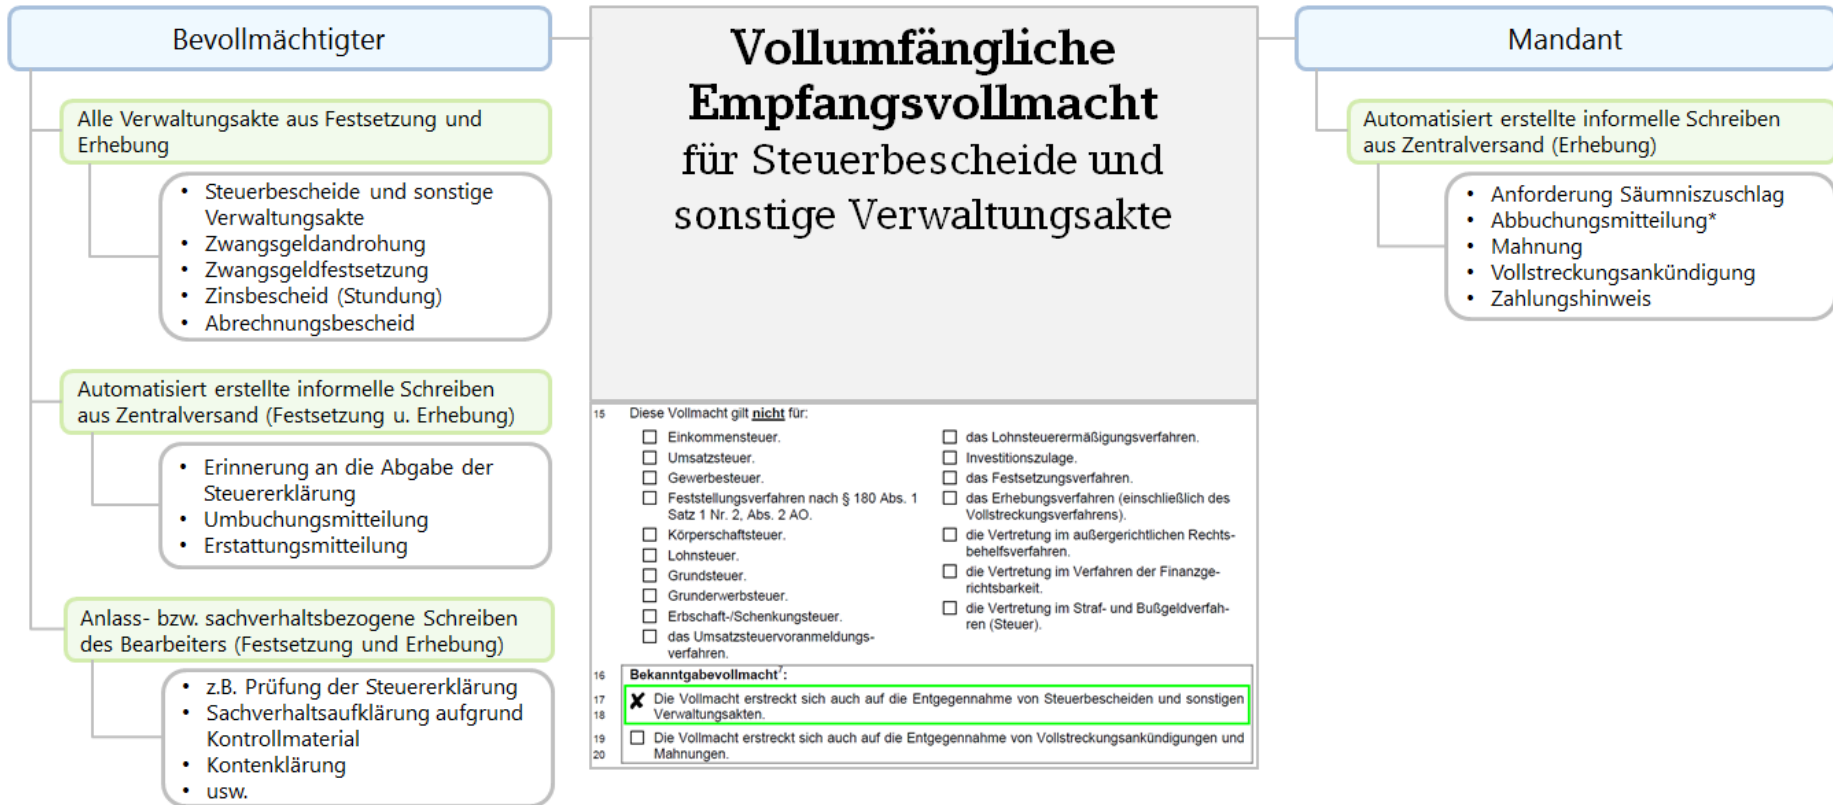 Bevollmächtigter
Alle Verwaltungsakte aus Festsetzung und
Erhebung
• Steuerbescheide und sonstige
Verwaltungsakte
• Zwangsgeldandrohung
• Zwangsgeldfestsetzung
• Zinsbescheid (Stundung)
• Abrechnungsbescheid
Automatisiert erstellte informelle Schreiben
aus Zentralversand (Festsetzung u. Erhebung)
• Erinnerung an die Abgabe der
Steuererklärung
• Umbuchungsmitteilung
• Erstattungsmitteilung
Anlass- bzw. sachverhaltsbezogene Schreiben
des Bearbeiters (Festsetzung und Erhebung)
• z.B. Prüfung der Steuererklärung
• Sachverhaltsaufklärung aufgrund
Kontrollmaterial
• Kontenklärung
• usw.
Vollumfängliche
Empfangsvollmacht
für Steuerbescheide und
sonstige Verwaltungsakte
15 Diese Vollmacht gilt nicht für:
Einkommensteuer.
Umsatzsteuer.
Gewerbesteuer.
Feststellungsverfahren nach § 180 Abs. 1
Satz 1 Nr. 2, Abs. 2 AO.
Körperschaftsteuer.
Lohnsteuer.
Grundsteuer.
Grunderwerbsteuer.
Erbschaft-/Schenkungsteuer.
das Umsatzsteuervoranmeldungs-
verfahren.
das Lohnsteuerermäßigungsverfahren.
Investitionszulage.
das Festsetzungsverfahren.
das Erhebungsverfahren (einschließlich des
Vollstreckungsverfahrens).
die Vertretung im außergerichtlichen Rechts-
behelfsverfahren.
die Vertretung im Verfahren der Finanzge-
richtsbarkeit.
die Vertretung im Straf- und Bußgeldverfah-
ren (Steuer).
16 Bekanntgabevollmacht⁷:
17 ✘ Die Vollmacht erstreckt sich auch auf die Entgegennahme von Steuerbescheiden und sonstigen
18 Verwaltungsakten.
19 Die Vollmacht erstreckt sich auch auf die Entgegennahme von Vollstreckungsankündigungen und
20 Mahnungen.
Mandant
Automatisiert erstellte informelle Schreiben
aus Zentralversand (Erhebung)
• Anforderung Säumniszuschlag
• Abbuchungsmitteilung*
• Mahnung
• Vollstreckungsankündigung
• Zahlungshinweis